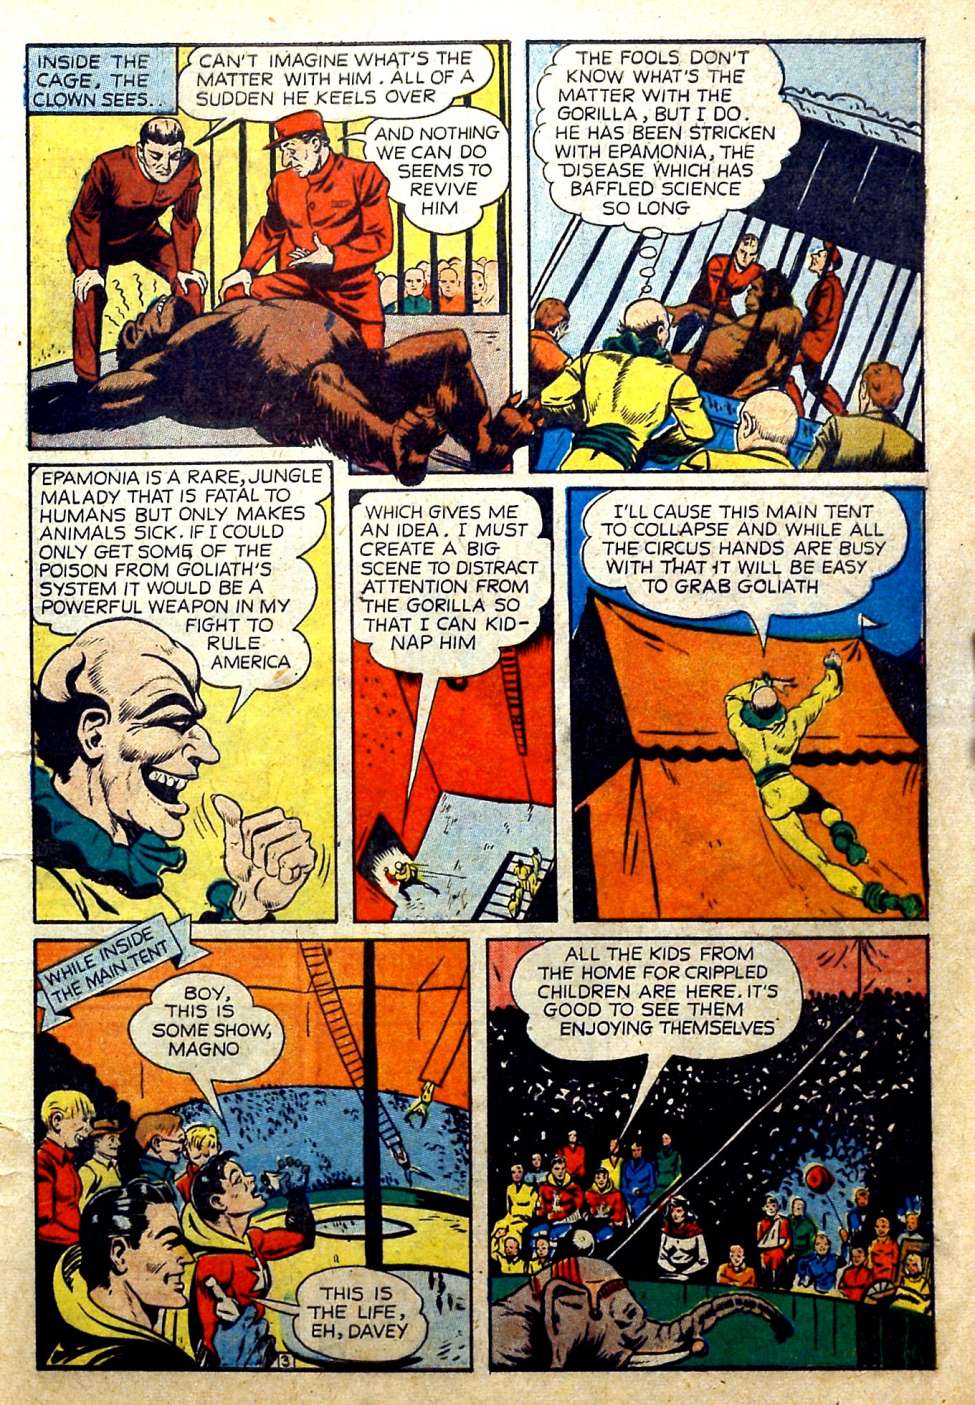 INSIDE THE
CAGE, THE
CLOWN SEES...
CAN'T IMAGINE WHAT'S THE
MATTER WITH HIM. ALL OF A
SUDDEN HE KEELS OVER
AND NOTHING
WE CAN DO
SEEMS TO
REVIVE
HIM
THE FOOLS DON'T
KNOW WHAT'S THE
MATTER WITH THE
GORILLA, BUT I DO.
HE HAS BEEN STRICKEN
WITH EPAMONIA, THE
DISEASE WHICH HAS
BAFFLED SCIENCE
SO LONG
EPAMONIA IS A RARE, JUNGLE
MALADY THAT IS FATAL TO
HUMANS BUT ONLY MAKES
ANIMALS SICK. IF I COULD
ONLY GET SOME OF THE
POISON FROM GOLIATH'S
SYSTEM IT WOULD BE A
POWERFUL WEAPON IN MY
FIGHT TO
RULE
AMERICA
WHICH GIVES ME
AN IDEA. I MUST
CREATE A BIG
SCENE TO DISTRACT
ATTENTION FROM
THE GORILLA SO
THAT I CAN KID-
NAP HIM
I'LL CAUSE THIS MAIN TENT
TO COLLAPSE AND WHILE ALL
THE CIRCUS HANDS ARE BUSY
WITH THAT IT WILL BE EASY
TO GRAB GOLIATH
WHILE INSIDE
THE MAIN TENT
BOY,
THIS IS
SOME SHOW,
MAGNO
THIS IS
THE LIFE,
EH, DAVEY
3
ALL THE KIDS FROM
THE HOME FOR CRIPPLED
CHILDREN ARE HERE. IT'S
GOOD TO SEE THEM
ENJOYING THEMSELVES